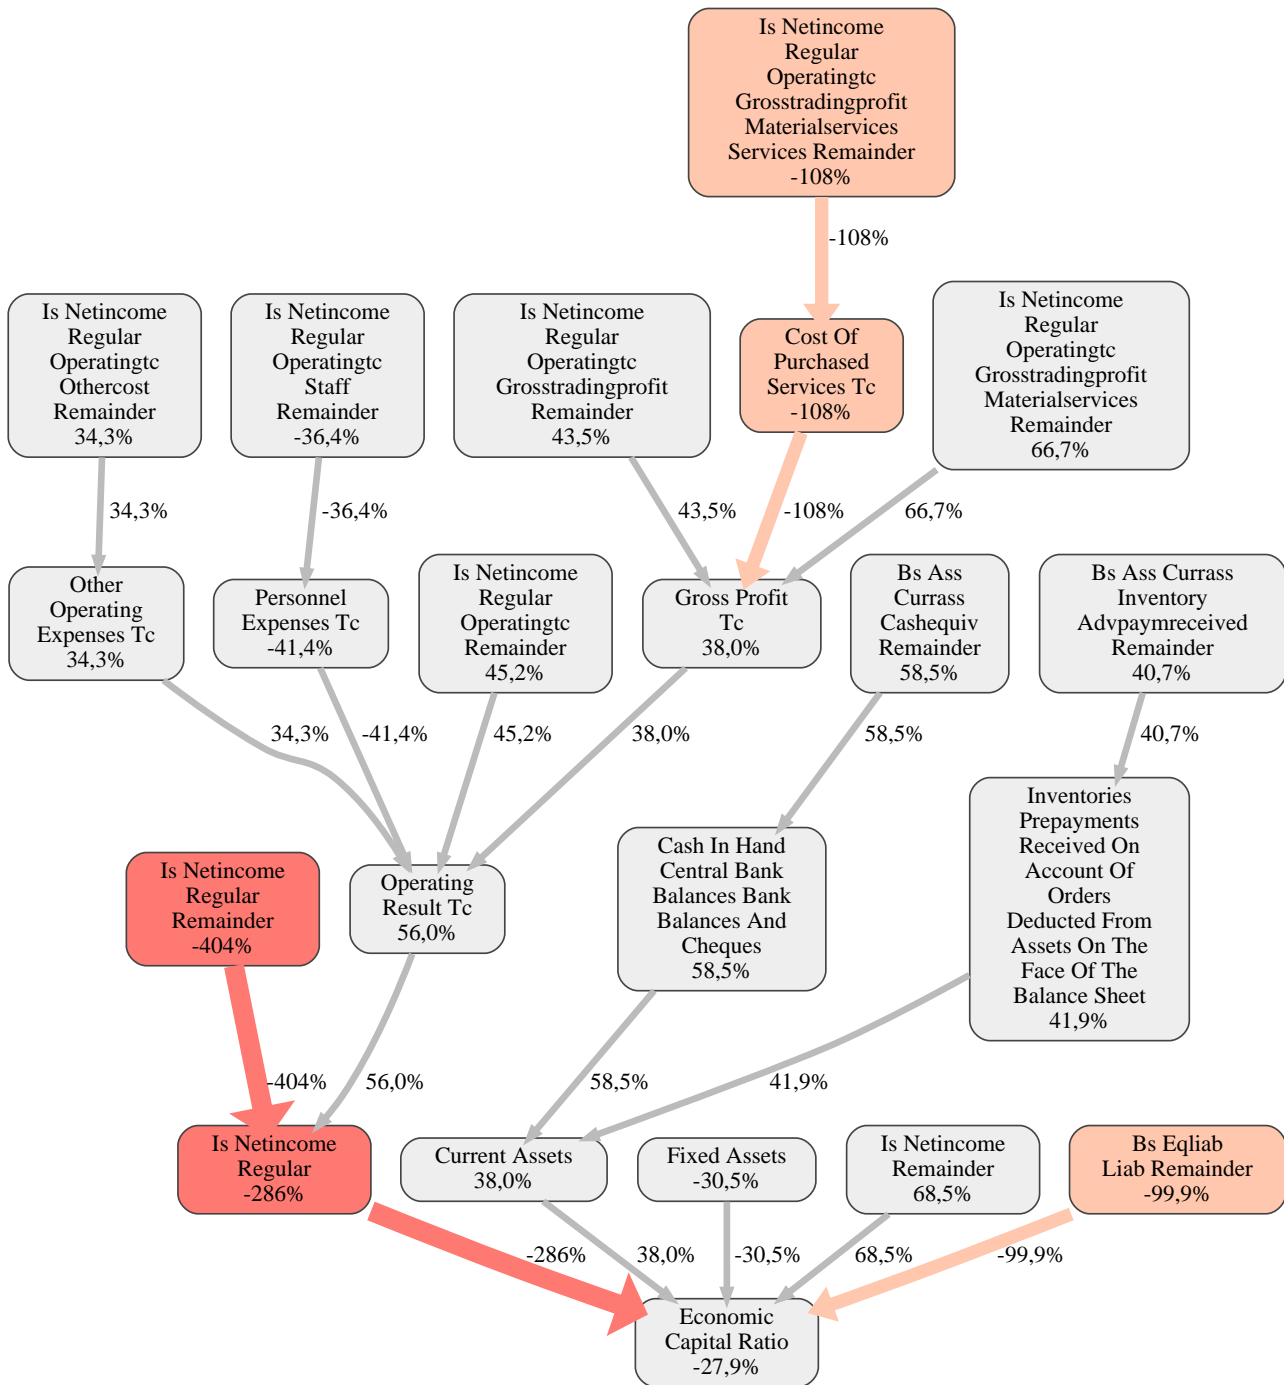 Is Netincome
Regular
Operatingtc
Grosstradingprofit
Materialservices
Services Remainder
-108%
-108%
Is Netincome
Regular
Operatingtc
Othercost
Remainder
34,3%
Is Netincome
Regular
Operatingtc
Staff
Remainder
-36,4%
Is Netincome
Regular
Operatingtc
Grosstradingprofit
Remainder
43,5%
Cost Of
Purchased
Services Tc
-108%
Is Netincome
Regular
Operatingtc
Grosstradingprofit
Materialservices
Remainder
66,7%
34,3%
-36,4%
43,5%
-108%
66,7%
Other
Operating
Expenses Tc
34,3%
Personnel
Expenses Tc
-41,4%
Is Netincome
Regular
Operatingtc
Remainder
45,2%
Gross Profit
Tc
38,0%
Bs Ass
Currass
Cashequiv
Remainder
58,5%
Bs Ass Currass
Inventory
Advpaymreceived
Remainder
40,7%
34,3%
-41,4%
45,2%
38,0%
58,5%
40,7%
Is Netincome
Regular
Remainder
-404%
Operating
Result Tc
56,0%
Cash In Hand
Central Bank
Balances Bank
Balances And
Cheques
58,5%
Inventories
Prepayments
Received On
Account Of
Orders
Deducted From
Assets On The
Face Of The
Balance Sheet
41,9%
-404%
56,0%
58,5%
41,9%
Is Netincome
Regular
-286%
Current Assets
38,0%
Fixed Assets
-30,5%
Is Netincome
Remainder
68,5%
Bs Eqliab
Liab Remainder
-99,9%
-286%
38,0%
-30,5%
68,5%
-99,9%
Economic
Capital Ratio
-27,9%